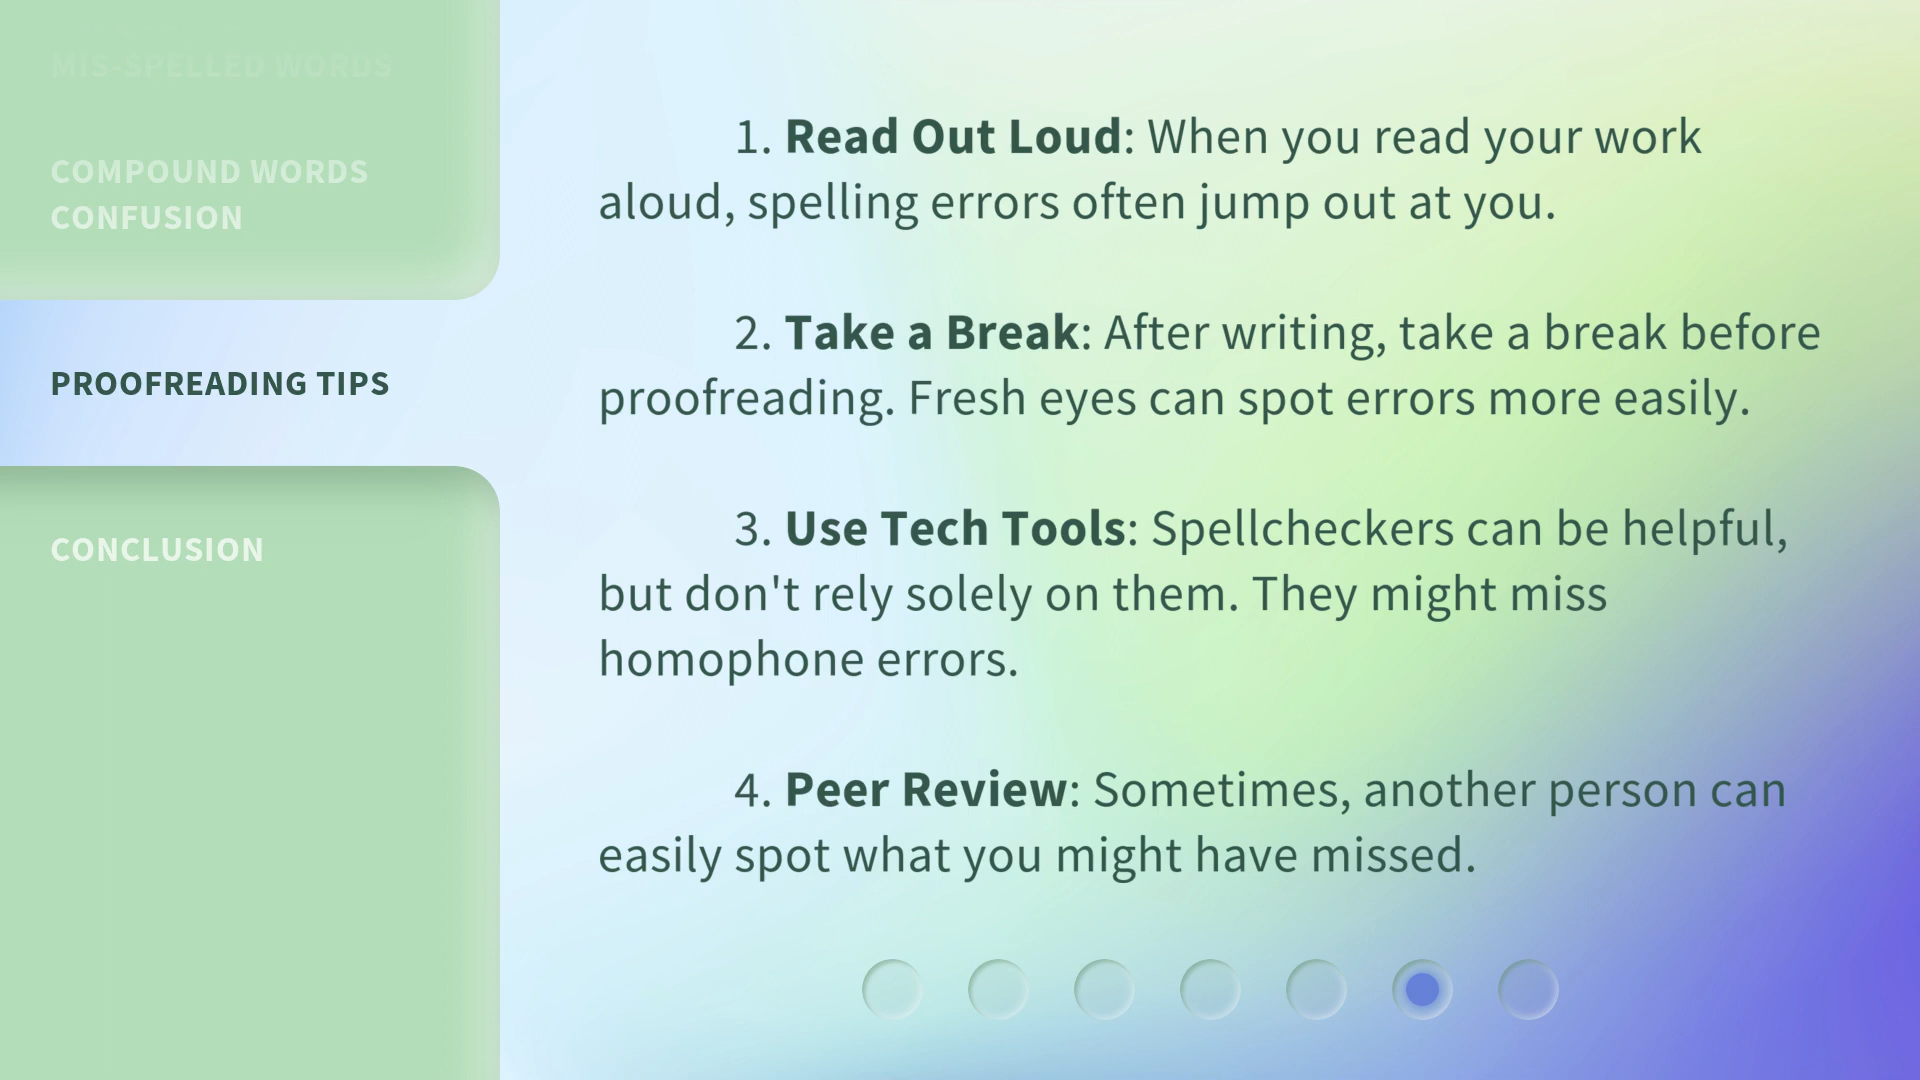 MIS-SPELLED WORDS
COMPOUND WORDS
CONFUSION
PROOFREADING TIPS
CONCLUSION
1. Read Out Loud: When you read your work
aloud, spelling errors often jump out at you.
2. Take a Break: After writing, take a break before
proofreading. Fresh eyes can spot errors more easily.
3. Use Tech Tools: Spellcheckers can be helpful,
but don't rely solely on them. They might miss
homophone errors.
4. Peer Review: Sometimes, another person can
easily spot what you might have missed.